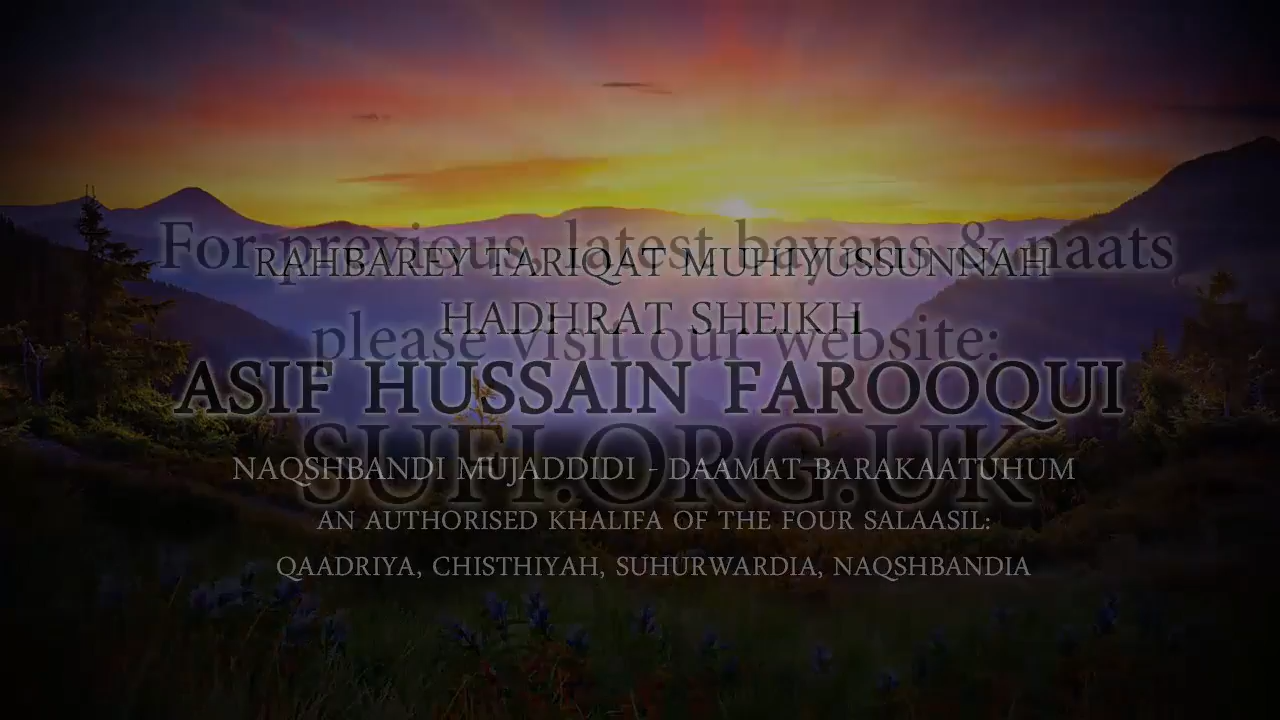 For previous, latest bayans & naats
RAHBAREY TARIQAT MUHIYUSSUNNAH
HADHRAT SHEIKH
please visit our website:
ASIF HUSSAIN FAROOQUI
SUFI.ORG.UK
NAQSHBANDI MUJADDIDI - DAAMAT BARAKAATUHUM
AN AUTHORISED KHALIFA OF THE FOUR SALAASIL:
QAADRIYA, CHISTHIYAH, SUHURWARDIA, NAQSHBANDIA